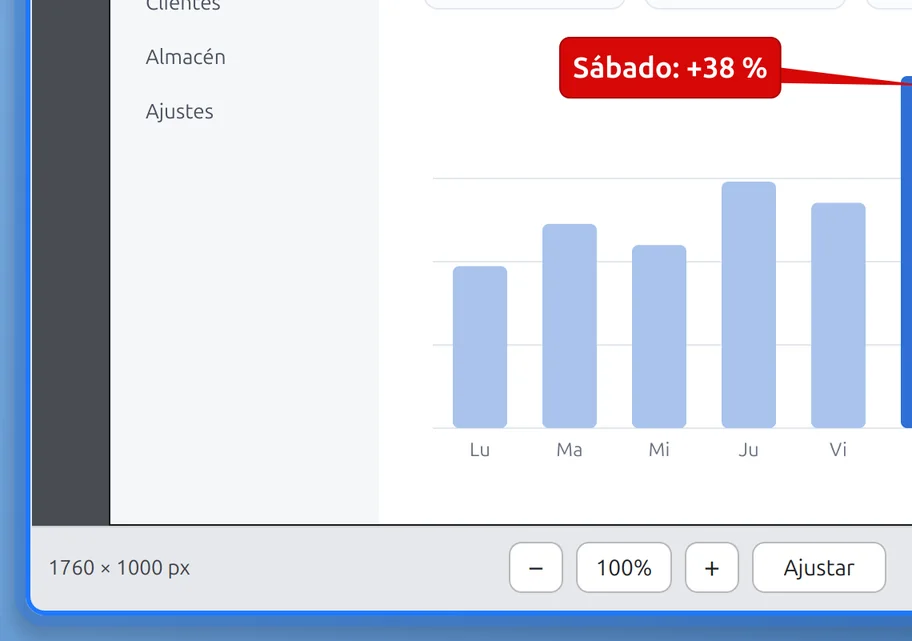 Clientes
Almacén
Ajustes
Sábado: +38 %
Lu Ma Mi Ju Vi
1760 × 1000 px
− 100% + Ajustar